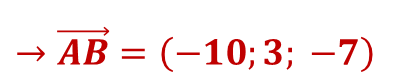 → \overrightarrow{AB} = (−10; 3; −7)